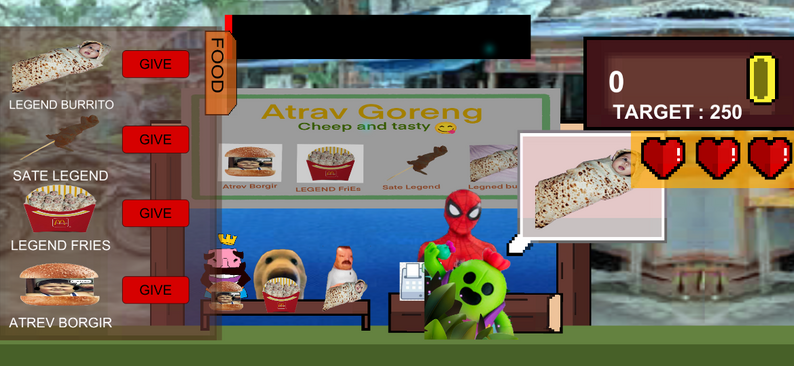 GIVE
LEGEND BURRITO
GIVE
SATE LEGEND
GIVE
LEGEND FRIES
GIVE
ATREV BORGIR
FOOD
Atrav Goreng
Cheep and tasty 😋
Atrev Borgir
LEGEND FriEs
Sate Legend
Legned bu
0
TARGET : 250